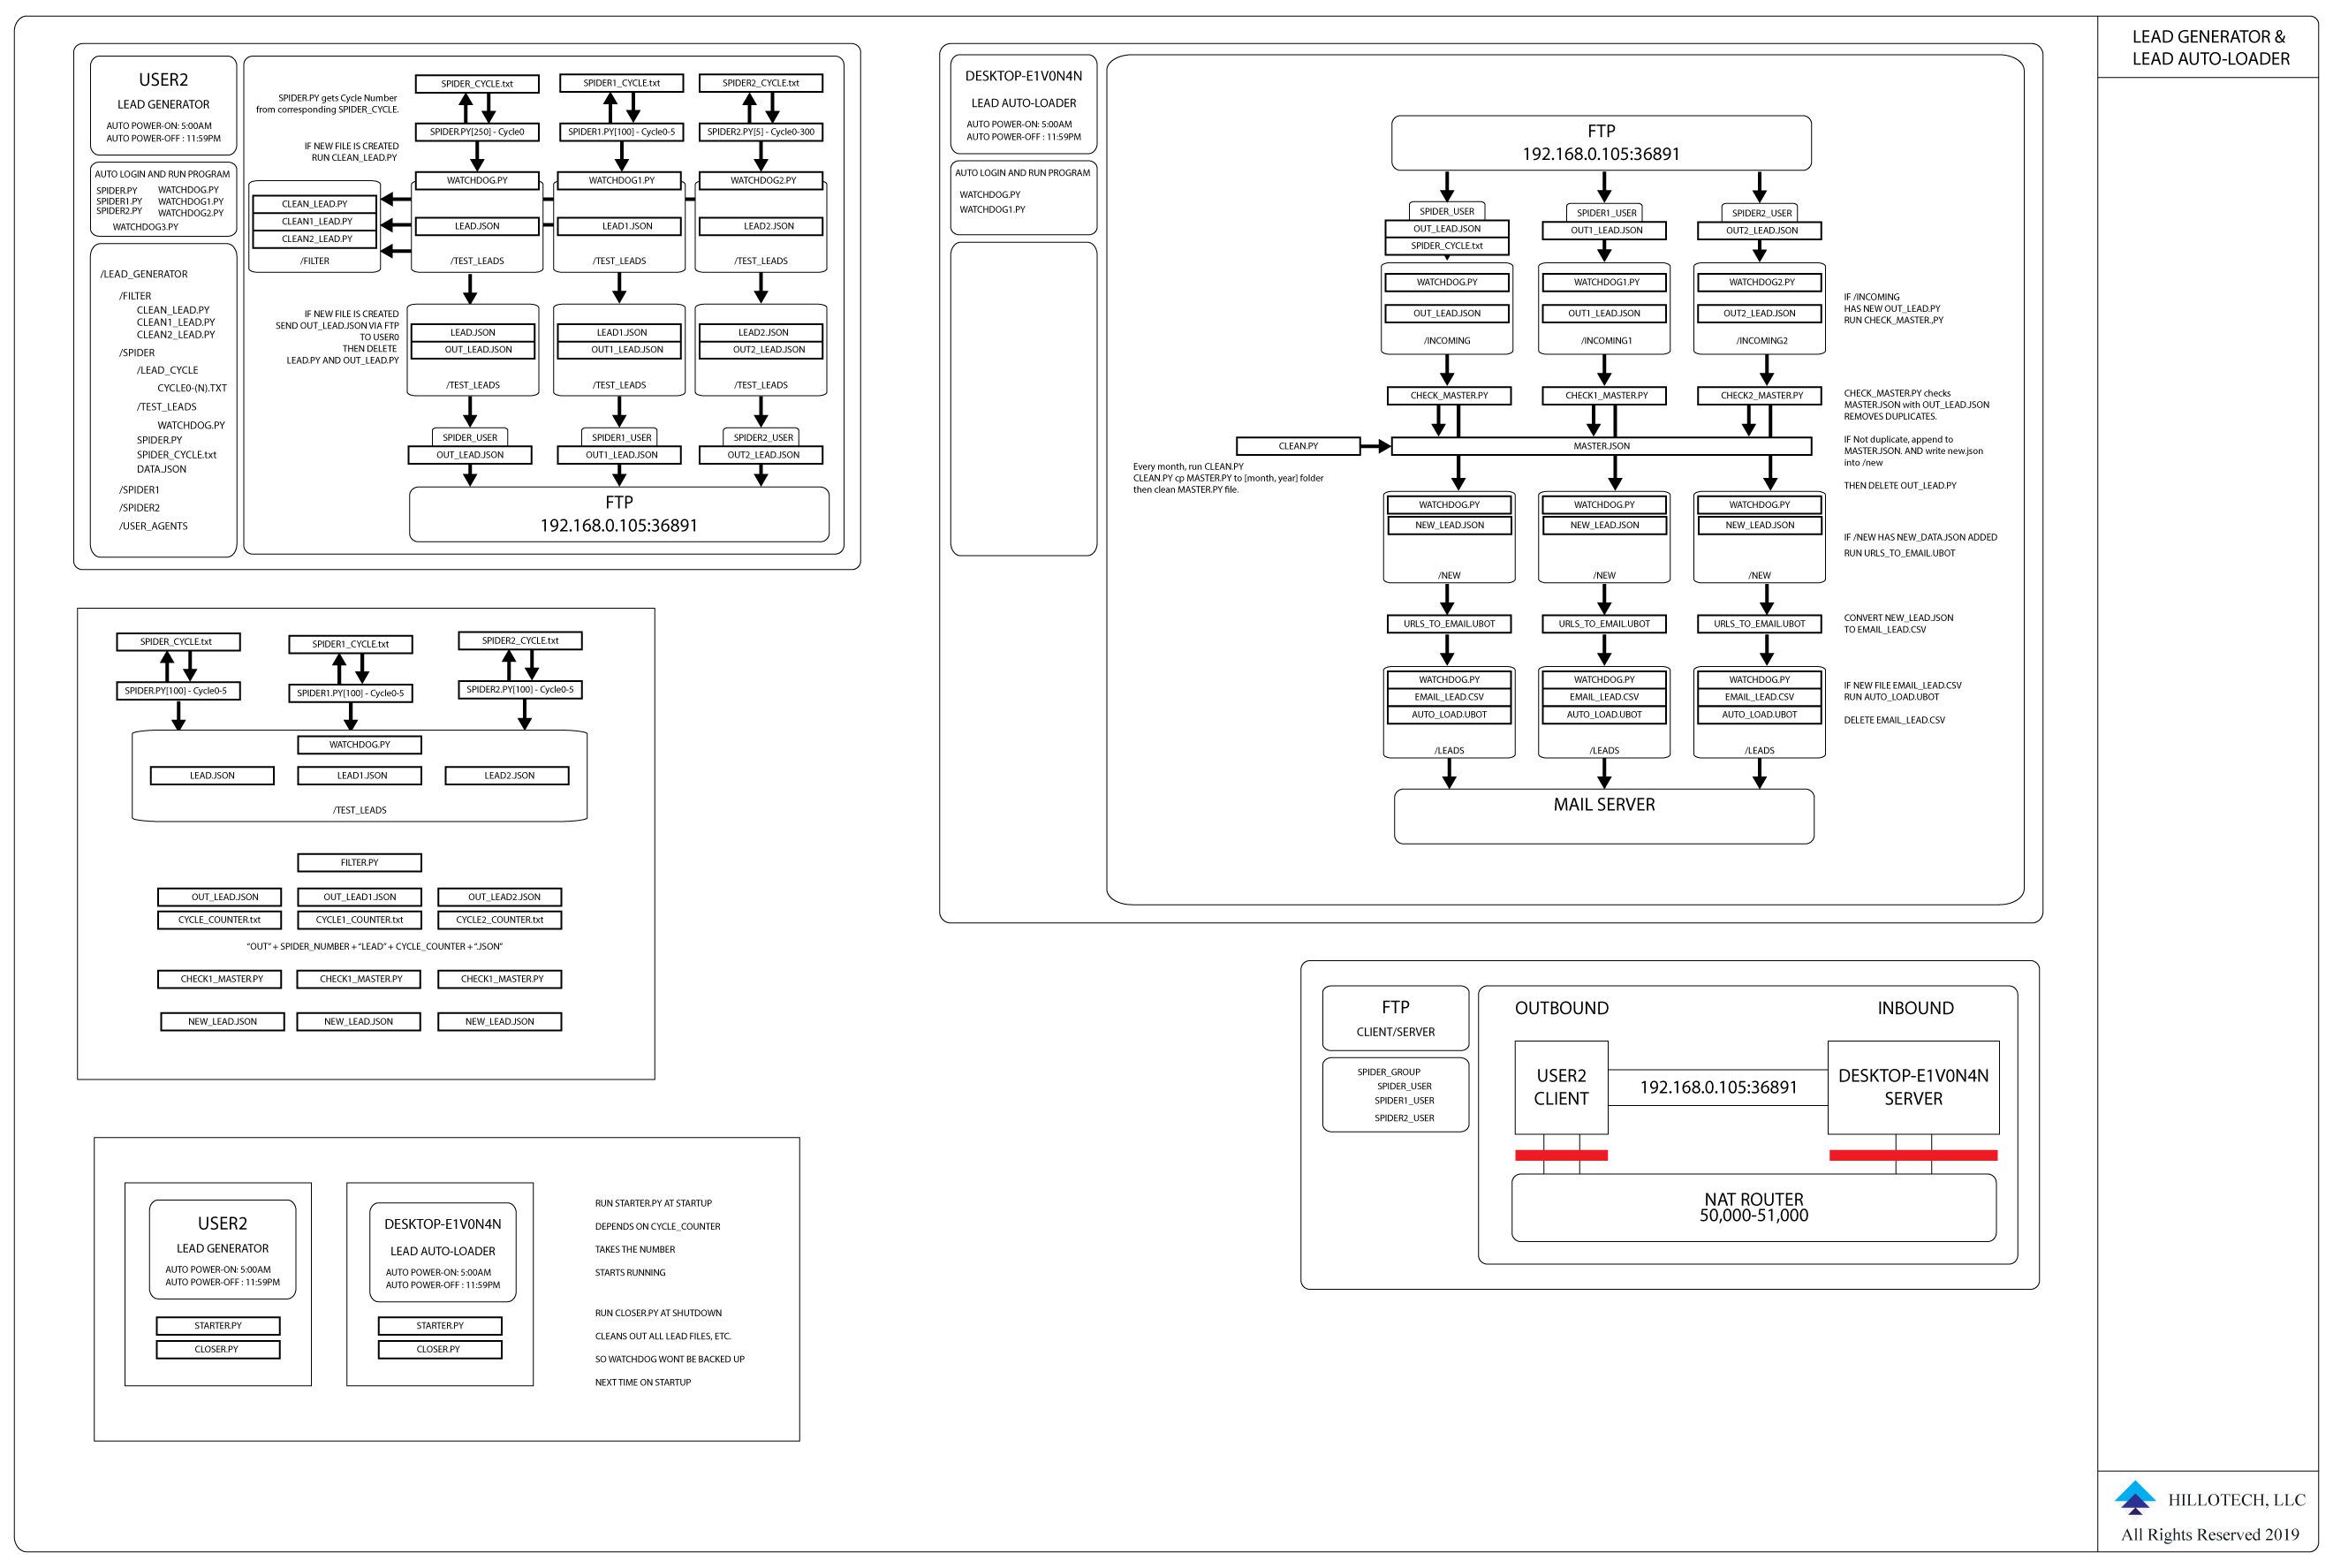 LEAD GENERATOR &
LEAD AUTO-LOADER
USER2
LEAD GENERATOR
AUTO POWER-ON: 5:00AM
AUTO POWER-OFF : 11:59PM
AUTO LOGIN AND RUN PROGRAM
SPIDER.PY WATCHDOG.PY
SPIDER1.PY WATCHDOG1.PY
SPIDER2.PY WATCHDOG2.PY
WATCHDOG3.PY
/LEAD_GENERATOR
/FILTER
CLEAN_LEAD.PY
CLEAN1_LEAD.PY
CLEAN2_LEAD.PY
/SPIDER
/LEAD_CYCLE
CYCLE0-(N).TXT
/TEST_LEADS
WATCHDOG.PY
SPIDER.PY
SPIDER_CYCLE.txt
DATA.JSON
/SPIDER1
/SPIDER2
/USER_AGENTS
SPIDER.PY gets Cycle Number
from corresponding SPIDER_CYCLE.
SPIDER_CYCLE.txt SPIDER1_CYCLE.txt SPIDER2_CYCLE.txt
SPIDER.PY[250] - Cycle0 SPIDER1.PY[100] - Cycle0-5 SPIDER2.PY[5] - Cycle0-300
IF NEW FILE IS CREATED
RUN CLEAN_LEAD.PY
WATCHDOG.PY WATCHDOG1.PY WATCHDOG2.PY
CLEAN_LEAD.PY
CLEAN1_LEAD.PY
CLEAN2_LEAD.PY
/FILTER
LEAD.JSON LEAD1.JSON LEAD2.JSON
/TEST_LEADS /TEST_LEADS /TEST_LEADS
IF NEW FILE IS CREATED
SEND OUT_LEAD.JSON VIA FTP
TO USER0
THEN DELETE
LEAD.PY AND OUT_LEAD.PY
LEAD.JSON LEAD1.JSON LEAD2.JSON
OUT_LEAD.JSON OUT1_LEAD.JSON OUT2_LEAD.JSON
/TEST_LEADS /TEST_LEADS /TEST_LEADS
SPIDER_USER SPIDER1_USER SPIDER2_USER
OUT_LEAD.JSON OUT1_LEAD.JSON OUT2_LEAD.JSON
FTP
192.168.0.105:36891
DESKTOP-E1V0N4N
LEAD AUTO-LOADER
AUTO POWER-ON: 5:00AM
AUTO POWER-OFF : 11:59PM
AUTO LOGIN AND RUN PROGRAM
WATCHDOG.PY
WATCHDOG1.PY
FTP
192.168.0.105:36891
SPIDER_USER SPIDER1_USER SPIDER2_USER
OUT_LEAD.JSON OUT1_LEAD.JSON OUT2_LEAD.JSON
SPIDER_CYCLE.txt
WATCHDOG.PY WATCHDOG1.PY WATCHDOG2.PY
OUT_LEAD.JSON OUT1_LEAD.JSON OUT2_LEAD.JSON
/INCOMING /INCOMING1 /INCOMING2
IF /INCOMING
HAS NEW OUT_LEAD.PY
RUN CHECK_MASTER.,PY
CHECK_MASTER.PY CHECK1_MASTER.PY CHECK2_MASTER.PY
CHECK_MASTER.PY checks
MASTER.JSON with OUT_LEAD.JSON
REMOVES DUPLICATES.
IF Not duplicate, append to
MASTER.JSON. AND write new.json
into /new
THEN DELETE OUT_LEAD.PY
CLEAN.PY MASTER.JSON
Every month, run CLEAN.PY
CLEAN.PY cp MASTER.PY to [month, year] folder
then clean MASTER.PY file.
WATCHDOG.PY WATCHDOG.PY WATCHDOG.PY
NEW_LEAD.JSON NEW_LEAD.JSON NEW_LEAD.JSON
/NEW /NEW /NEW
IF /NEW HAS NEW_DATA.JSON ADDED
RUN URLS_TO_EMAIL.UBOT
URLS_TO_EMAIL.UBOT URLS_TO_EMAIL.UBOT URLS_TO_EMAIL.UBOT
CONVERT NEW_LEAD.JSON
TO EMAIL_LEAD.CSV
WATCHDOG.PY WATCHDOG.PY WATCHDOG.PY
EMAIL_LEAD.CSV EMAIL_LEAD.CSV EMAIL_LEAD.CSV
AUTO_LOAD.UBOT AUTO_LOAD.UBOT AUTO_LOAD.UBOT
/LEADS /LEADS /LEADS
IF NEW FILE EMAIL_LEAD.CSV
RUN AUTO_LOAD.UBOT
DELETE EMAIL_LEAD.CSV
MAIL SERVER
SPIDER_CYCLE.txt SPIDER1_CYCLE.txt SPIDER2_CYCLE.txt
SPIDER.PY[100] - Cycle0-5 SPIDER1.PY[100] - Cycle0-5 SPIDER2.PY[100] - Cycle0-5
WATCHDOG.PY
LEAD.JSON LEAD1.JSON LEAD2.JSON
/TEST_LEADS
FILTER.PY
OUT_LEAD.JSON OUT_LEAD1.JSON OUT_LEAD2.JSON
CYCLE_COUNTER.txt CYCLE1_COUNTER.txt CYCLE2_COUNTER.txt
“OUT” + SPIDER_NUMBER + “LEAD” + CYCLE_COUNTER + “.JSON”
CHECK1_MASTER.PY CHECK1_MASTER.PY CHECK1_MASTER.PY
NEW_LEAD.JSON NEW_LEAD.JSON NEW_LEAD.JSON
FTP
CLIENT/SERVER
SPIDER_GROUP
SPIDER_USER
SPIDER1_USER
SPIDER2_USER
OUTBOUND INBOUND
USER2
CLIENT
192.168.0.105:36891
DESKTOP-E1V0N4N
SERVER
NAT ROUTER
50,000-51,000
USER2
LEAD GENERATOR
AUTO POWER-ON: 5:00AM
AUTO POWER-OFF : 11:59PM
STARTER.PY
CLOSER.PY
DESKTOP-E1V0N4N
LEAD AUTO-LOADER
AUTO POWER-ON: 5:00AM
AUTO POWER-OFF : 11:59PM
STARTER.PY
CLOSER.PY
RUN STARTER.PY AT STARTUP
DEPENDS ON CYCLE_COUNTER
TAKES THE NUMBER
STARTS RUNNING
RUN CLOSER.PY AT SHUTDOWN
CLEANS OUT ALL LEAD FILES, ETC.
SO WATCHDOG WONT BE BACKED UP
NEXT TIME ON STARTUP
HILLOTECH, LLC
All Rights Reserved 2019